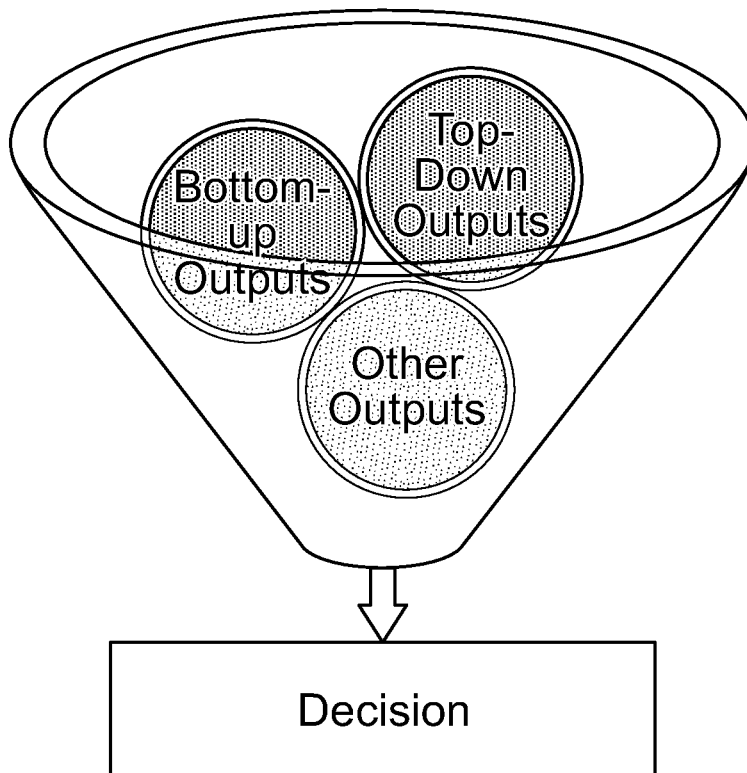 Bottom-
up
Outputs
Top-
Down
Outputs
Other
Outputs
Decision